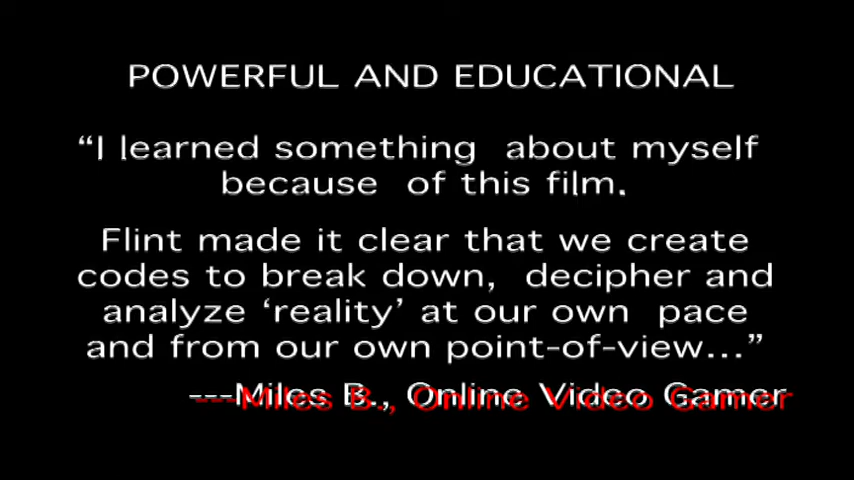 POWERFUL AND EDUCATIONAL
“I learned something about myself
because of this film.
Flint made it clear that we create
codes to break down, decipher and
analyze ‘reality’ at our own pace
and from our own point-of-view...”
---Miles B., Online Video Gamer